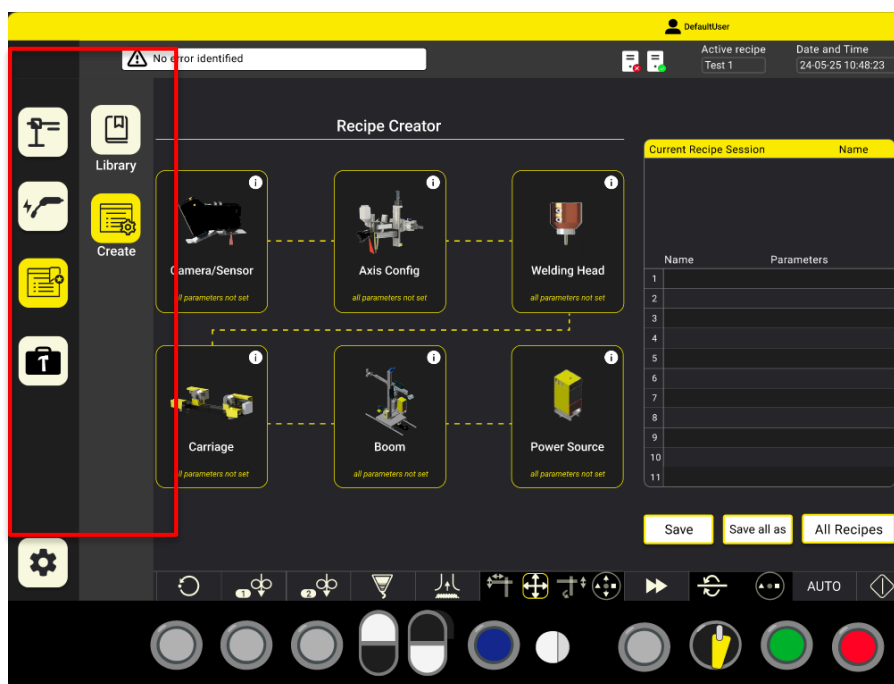 DefaultUser
No error identified
Active recipe
Test 1
Date and Time
24-05-25 10:48:23
Library
Create
Recipe Creator
Camera/Sensor
all parameters not set
Axis Config
all parameters not set
Welding Head
all parameters not set
Carriage
all parameters not set
Boom
all parameters not set
Power Source
all parameters not set
Current Recipe Session Name
Name Parameters
1
2
3
4
5
6
7
8
9
10
11
Save
Save all as
All Recipes
1
2
AUTO